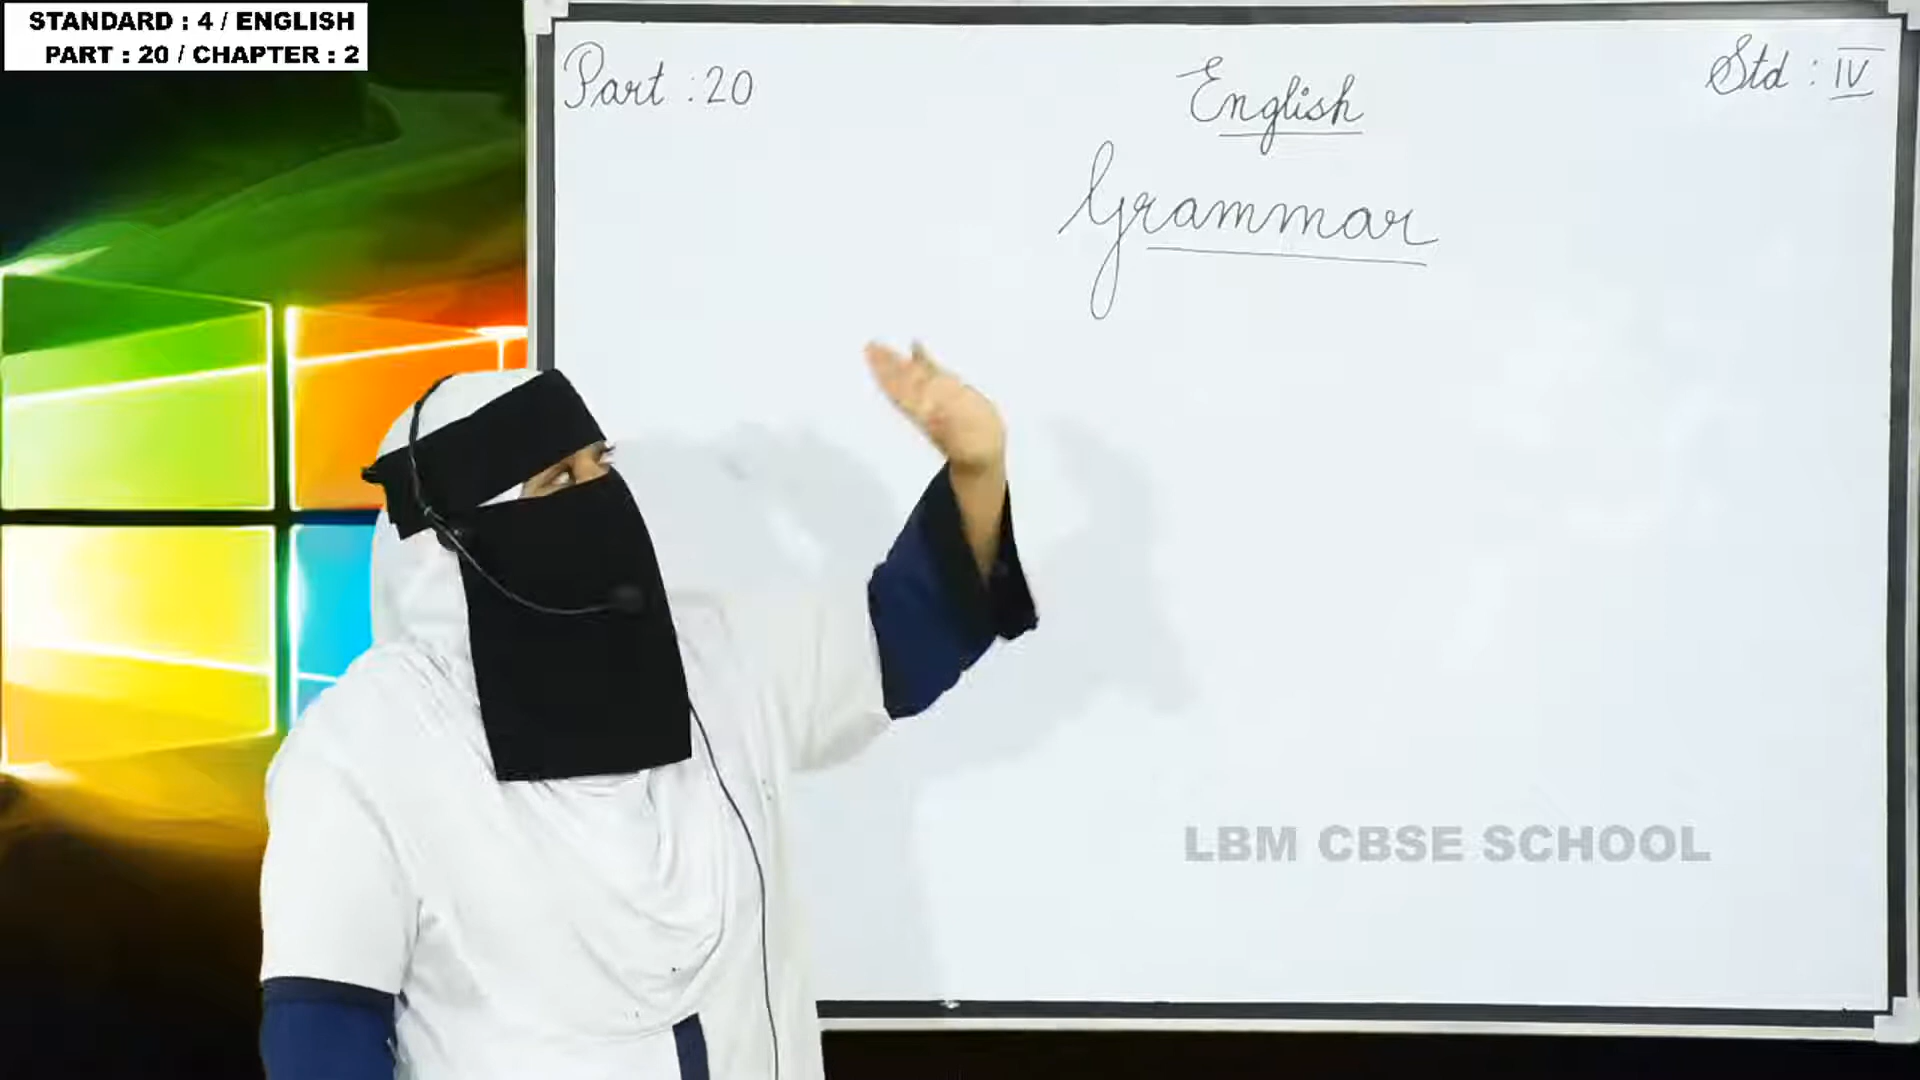 STANDARD : 4 / ENGLISH
PART : 20 / CHAPTER : 2
Part : 20
English
Std : IV
Grammar
LBM CBSE SCHOOL